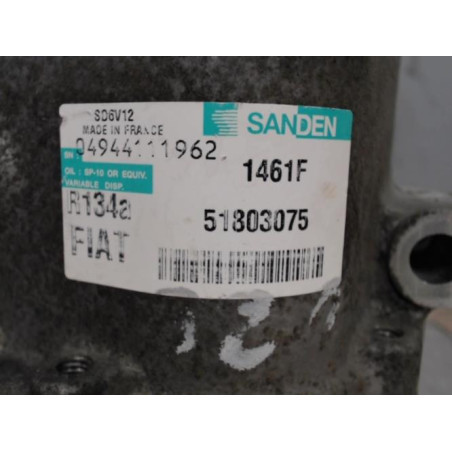 SD6V12
MADE IN FRANCE
SANDEN
04944111962
1461F
OIL : SP-10 OR EQUIV.
VARIABLE DISP.
R134a
51803075
FIAT